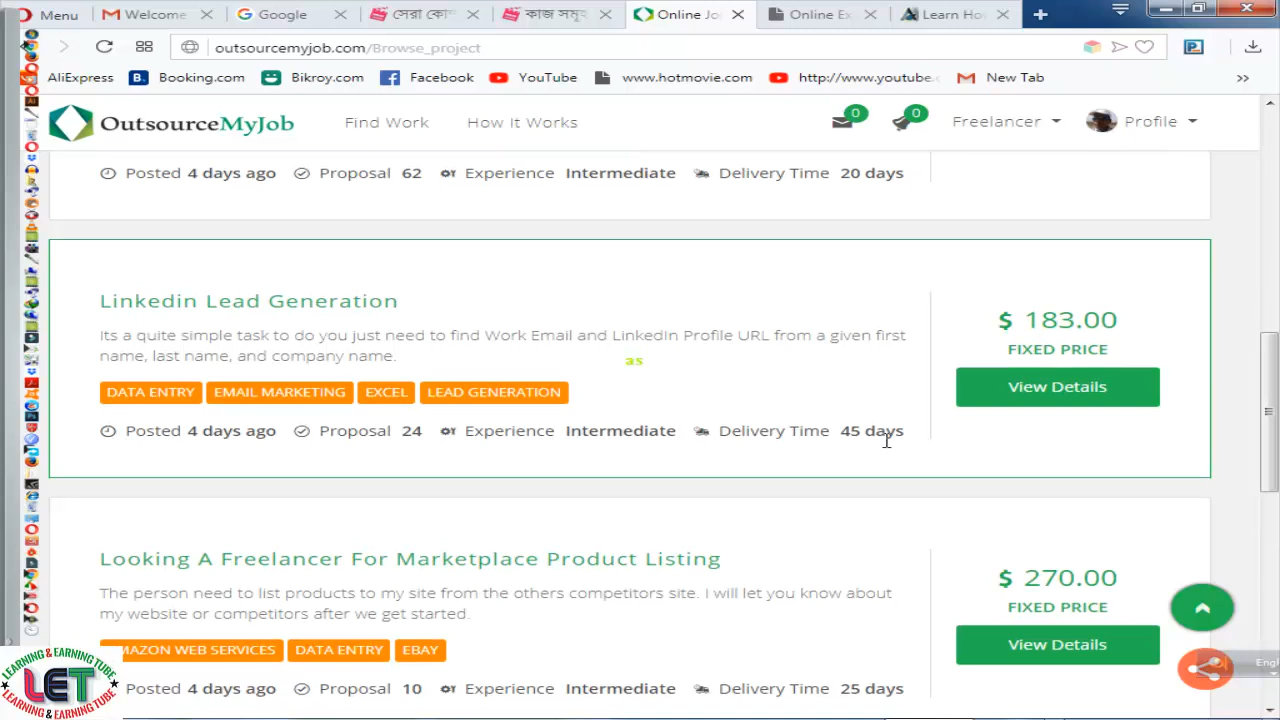 Menu
Welcome
Google
সেরা কো
কাজ সমূহ
Online Jo
Online Ex
Learn Ho
outsourcemyjob.com/Browse_project
AliExpress
Booking.com
Bikroy.com
Facebook
YouTube
www.hotmovie.com
http://www.youtube.
New Tab
OutsourceMyJob
Find Work
How It Works
0
0
Freelancer
Profile
Posted 4 days ago Proposal 62 Experience Intermediate Delivery Time 20 days
Linkedin Lead Generation
Its a quite simple task to do you just need to find Work Email and LinkedIn Profile URL from a given first
name, last name, and company name.
as
DATA ENTRY EMAIL MARKETING EXCEL LEAD GENERATION
Posted 4 days ago Proposal 24 Experience Intermediate Delivery Time 45 days
$ 183.00
FIXED PRICE
View Details
Looking A Freelancer For Marketplace Product Listing
The person need to list products to my site from the others competitors site. I will let you know about
my website or competitors after we get started.
AMAZON WEB SERVICES DATA ENTRY EBAY
Posted 4 days ago Proposal 10 Experience Intermediate Delivery Time 25 days
$ 270.00
FIXED PRICE
View Details
Engl
LEARNING & EARNING TUBE
LET
LEARNING & EARNING TUBE